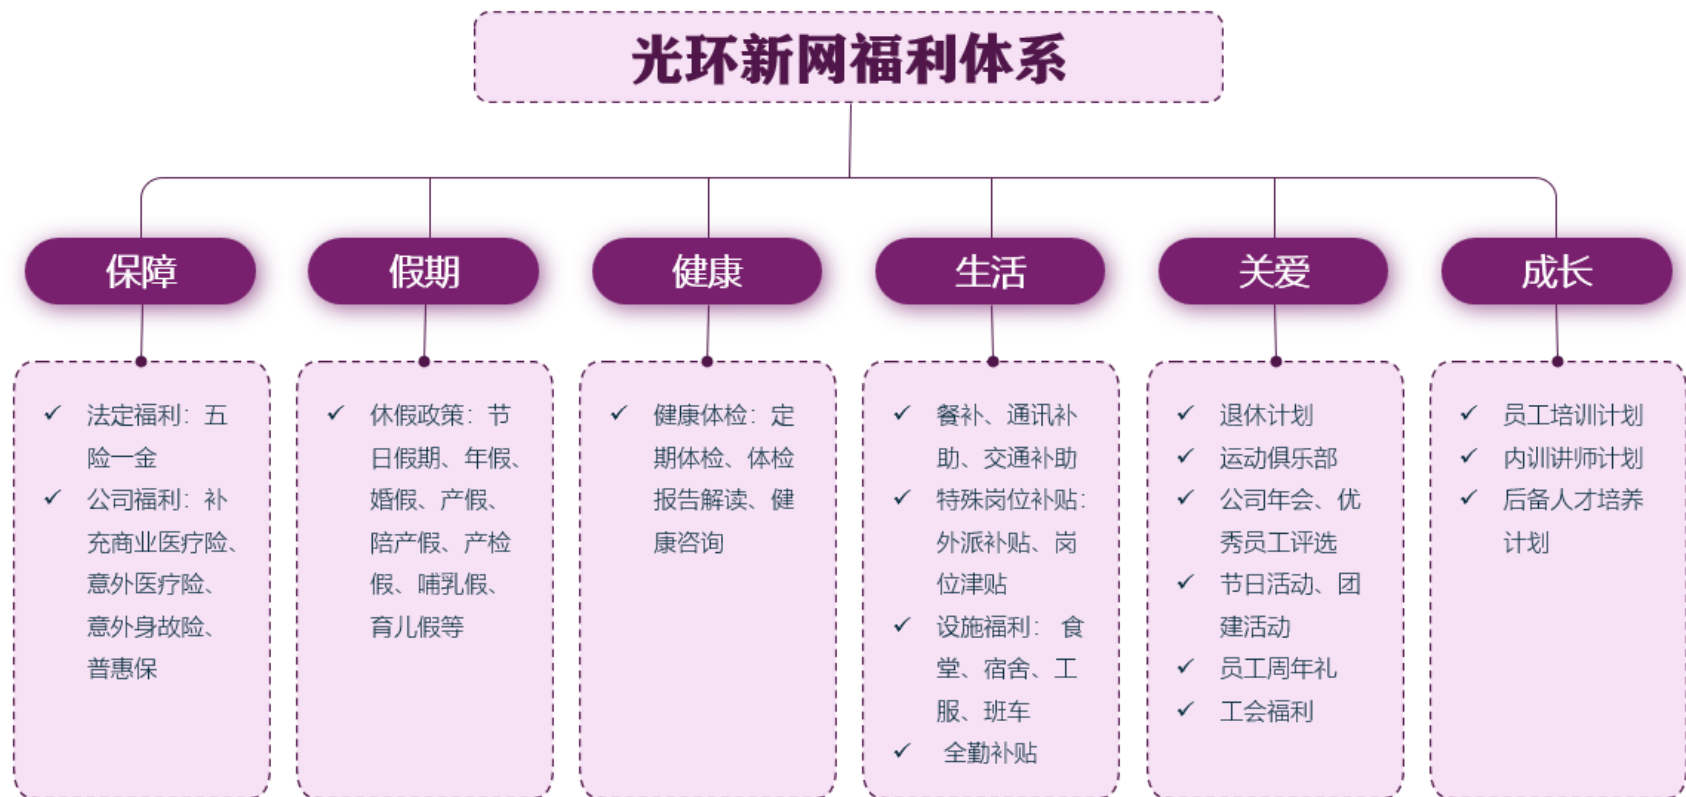 光环新网福利体系
保障
假期
健康
生活
关爱
成长
✓ 法定福利：五
险一金
✓ 公司福利：补
充商业医疗险、
意外医疗险、
意外身故险、
普惠保
✓ 休假政策：节
日假期、年假、
婚假、产假、
陪产假、产检
假、哺乳假、
育儿假等
✓ 健康体检：定
期体检、体检
报告解读、健
康咨询
✓ 餐补、通讯补
助、交通补助
✓ 特殊岗位补贴：
外派补贴、岗
位津贴
✓ 设施福利： 食
堂、宿舍、工
服、班车
✓ 全勤补贴
✓ 退休计划
✓ 运动俱乐部
✓ 公司年会、优
秀员工评选
✓ 节日活动、团
建活动
✓ 员工周年礼
✓ 工会福利
✓ 员工培训计划
✓ 内训讲师计划
✓ 后备人才培养
计划